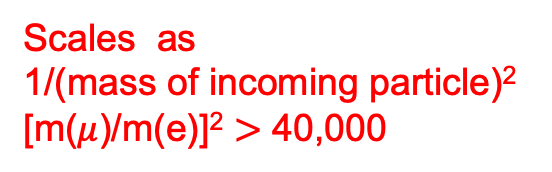 Scales as
1/(mass of incoming particle)²
[m(μ)/m(e)]² > 40,000